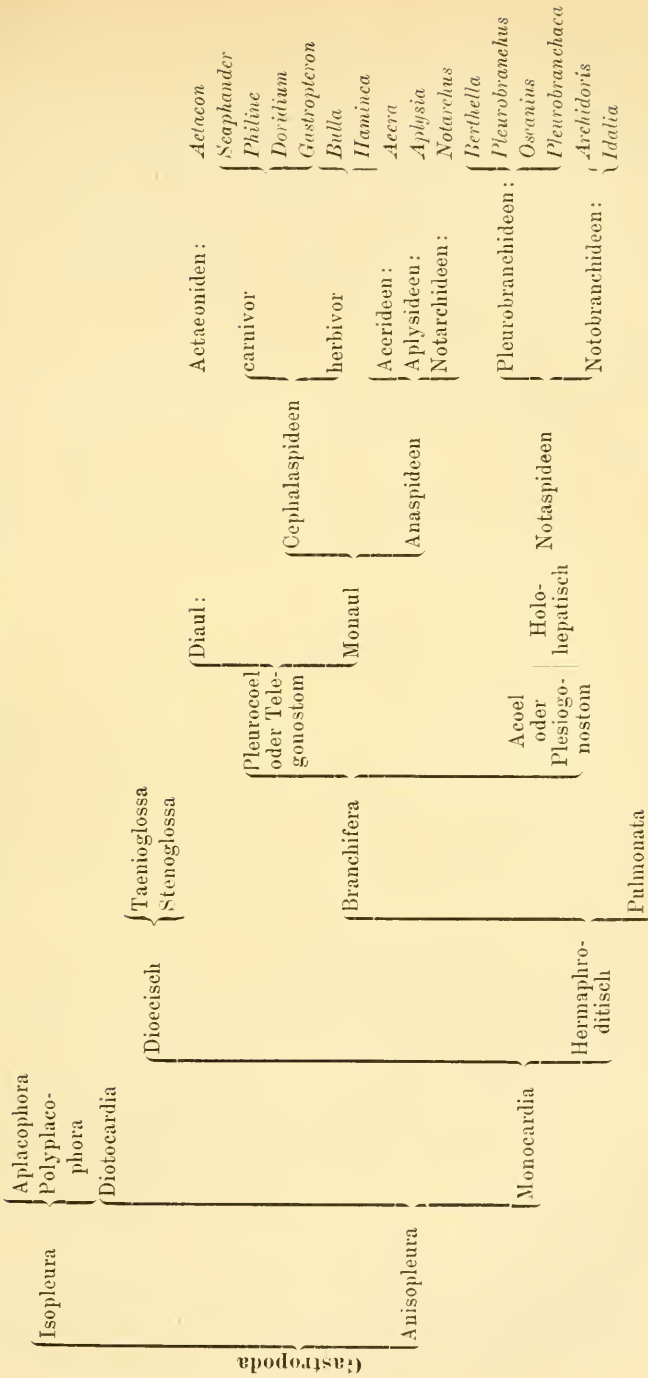 Gastropoda
Isopleura
Anisopleura
Aplacophora
Polyplaco-
phora
Diotocardia
Monocardia
Dioecisch
Hermaphro-
ditisch
Taenioglossa
Stenoglossa
Branchifera
Pulmonata
Pleurocoel
oder Tele-
gonostom
Acoel
oder
Plesiogo-
nostom
Diaul:
Monaul
Holo-
hepatisch
Cephalaspideen
Anaspideen
Notaspideen
Actaeoniden:
carnivor
herbivor
Acerideen:
Aplysideen:
Notarchideen:
Pleurobranchideen:
Notobranchideen:
Actaeon
Scaphander
Philine
Doridium
Gastropteron
Bulla
Haminea
Acera
Aplysia
Notarchus
Berthella
Pleurobranchus
Oscanius
Pleurobranchaea
Archidoris
Idalia